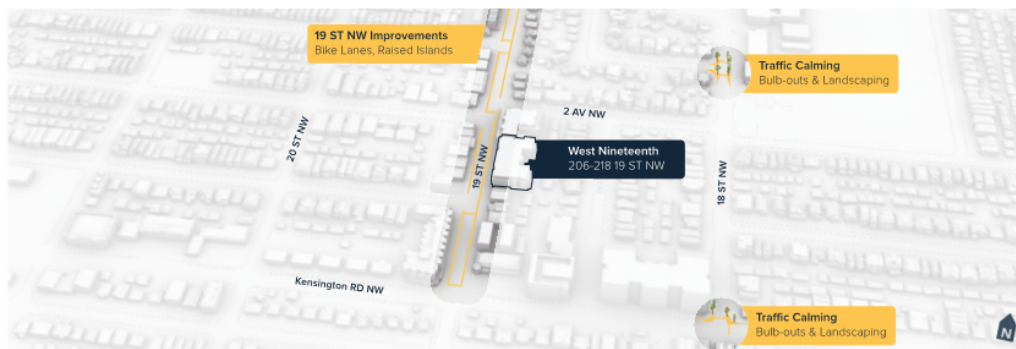 19 ST NW Improvements
Bike Lanes, Raised Islands
Traffic Calming
Bulb-outs & Landscaping
2 AV NW
20 ST NW
19 ST NW
West Nineteenth
206-218 19 ST NW
18 ST NW
Kensington RD NW
Traffic Calming
Bulb-outs & Landscaping
N